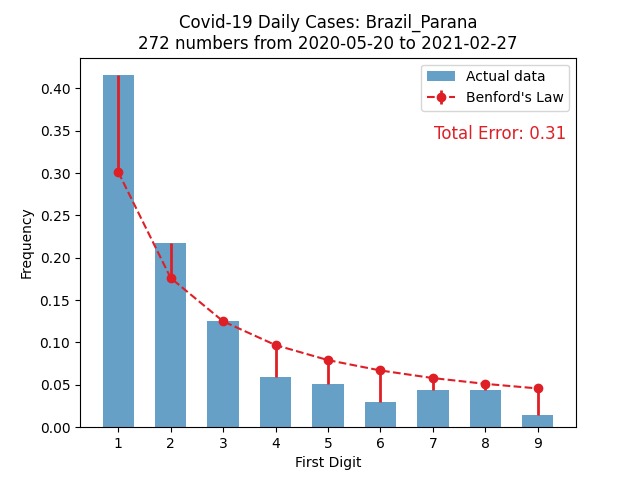 Covid-19 Daily Cases: Brazil_Parana
272 numbers from 2020-05-20 to 2021-02-27
Actual data
Benford's Law
Total Error: 0.31
Frequency
0.40
0.35
0.30
0.25
0.20
0.15
0.10
0.05
0.00
1 2 3 4 5 6 7 8 9
First Digit